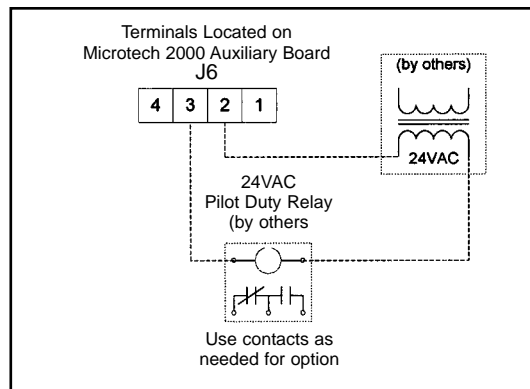 Terminals Located on
Microtech 2000 Auxiliary Board
J6
4 3 2 1
(by others)
24VAC
24VAC
Pilot Duty Relay
(by others
Use contacts as
needed for option